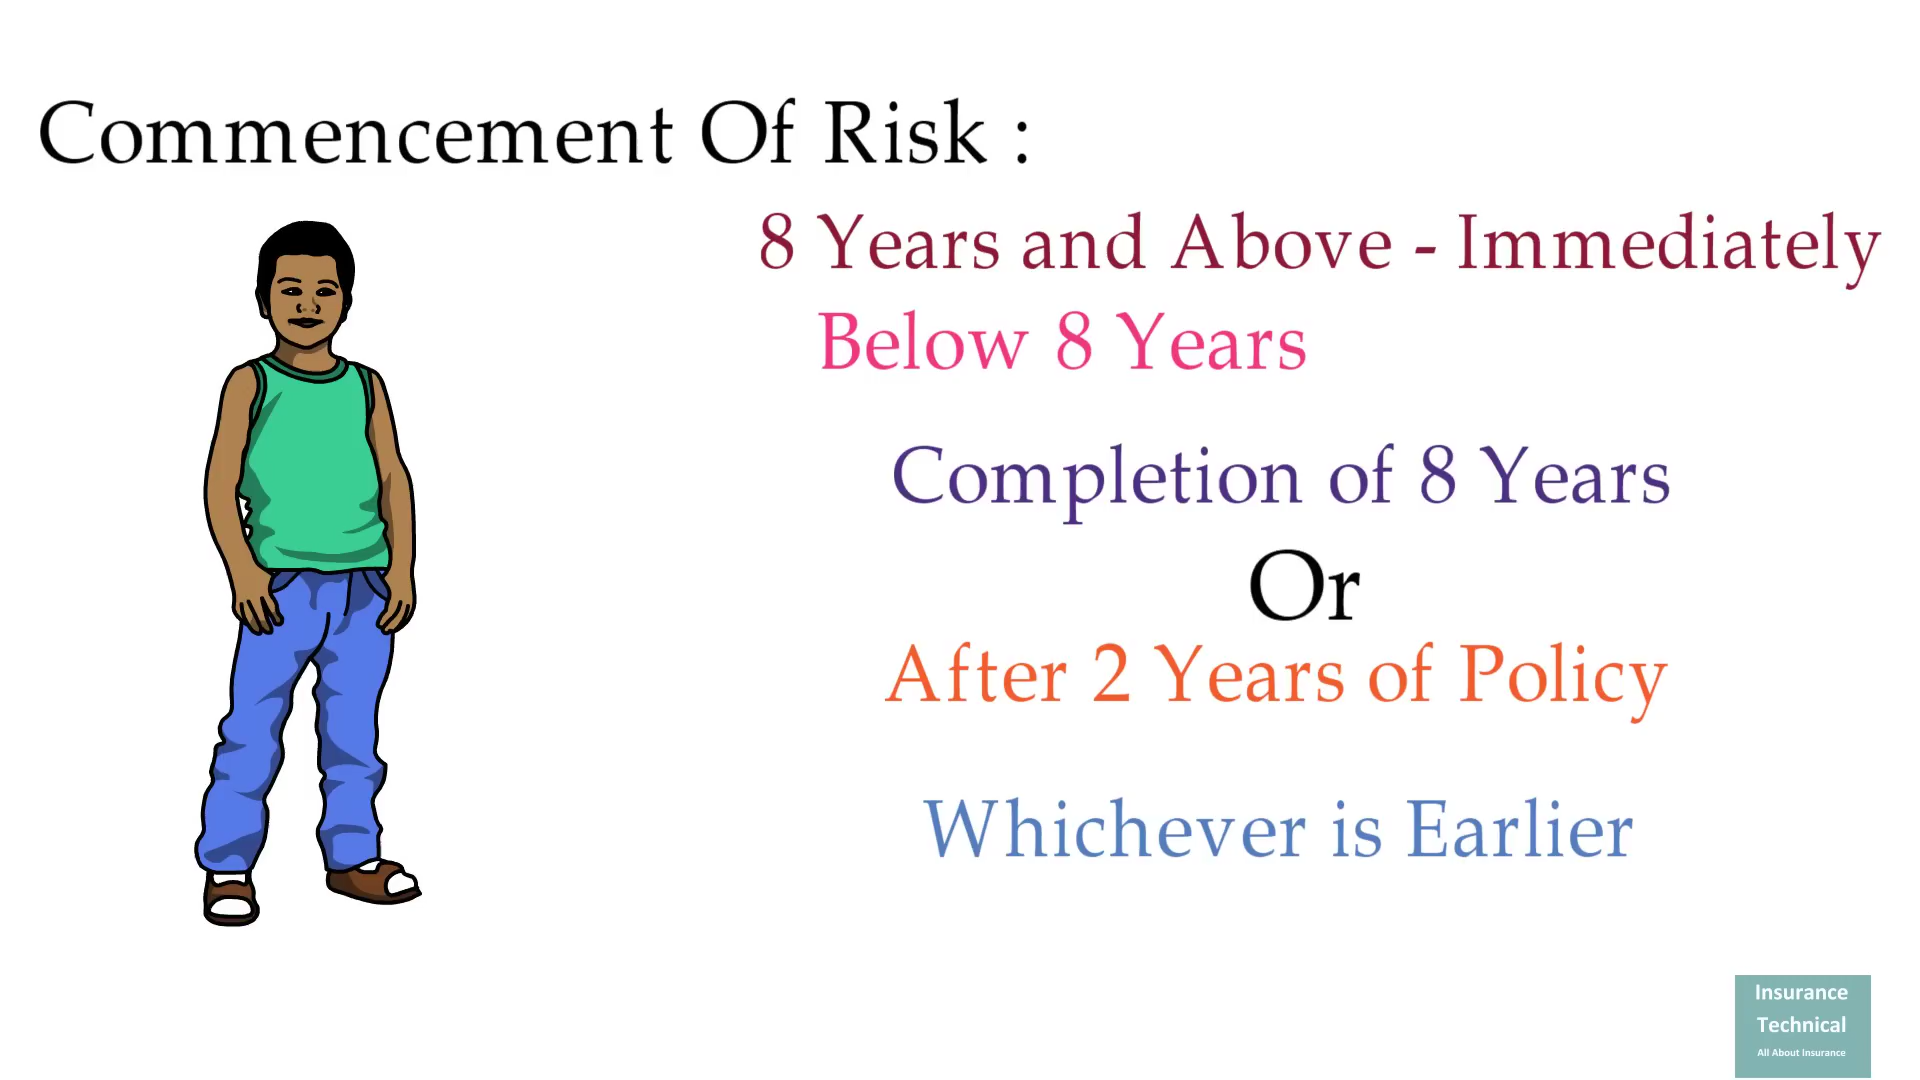 Commencement Of Risk :
8 Years and Above - Immediately
Below 8 Years
Completion of 8 Years
Or
After 2 Years of Policy
Whichever is Earlier
Insurance
Technical
All About Insurance